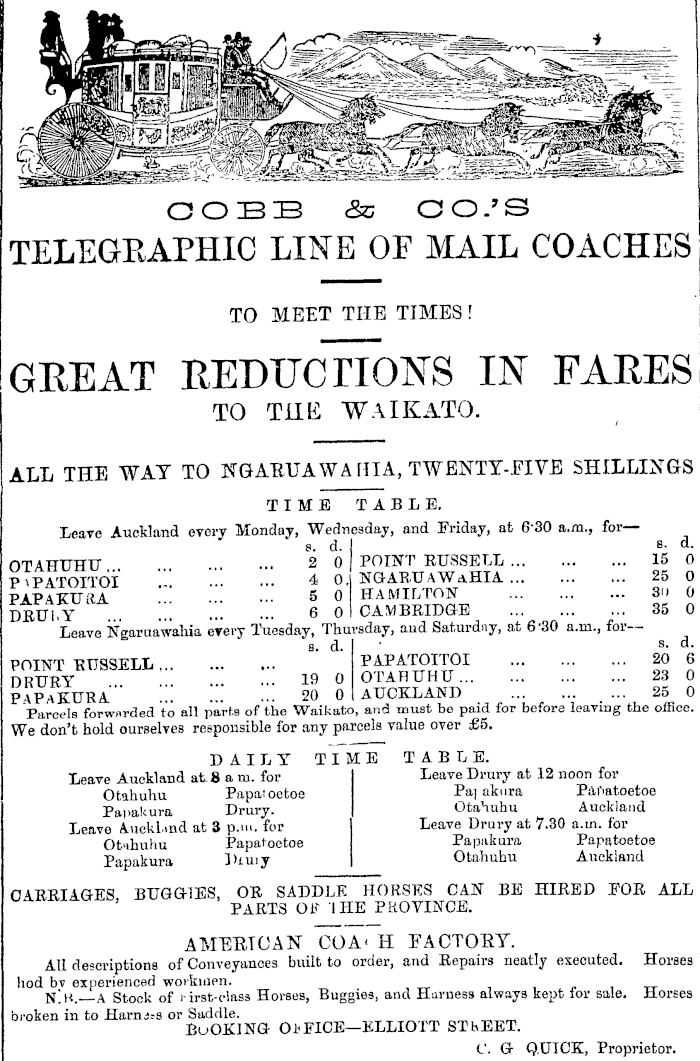 COBB & CO.'S
TELEGRAPHIC LINE OF MAIL COACHES
TO MEET THE TIMES!
GREAT REDUCTIONS IN FARES
TO THE WAIKATO.
ALL THE WAY TO NGARUAWAHIA, TWENTY-FIVE SHILLINGS
TIME TABLE.
Leave Auckland every Monday, Wednesday, and Friday, at 6·30 a.m., for—
s. d.
OTAHUHU ... ... ... ... 2 0
PAPATOITOI ... ... ... 4 0
PAPAKURA ... ... ... 5 0
DRURY ... ... ... ... 6 0
s. d.
POINT RUSSELL ... ... ... 15 0
NGARUAWAHIA ... ... ... 25 0
HAMILTON ... ... ... 30 0
CAMBRIDGE ... ... ... 35 0
Leave Ngaruawahia every Tuesday, Thursday, and Saturday, at 6·30 a.m., for—
s. d.
POINT RUSSELL ... ... ...
DRURY ... ... ... ... 19 0
PAPAKURA ... ... ... 20 0
s. d.
PAPATOITOI ... ... ... 20 6
OTAHUHU ... ... ... ... 23 0
AUCKLAND ... ... ... 25 0
Parcels forwarded to all parts of the Waikato, and must be paid for before leaving the office.
We don't hold ourselves responsible for any parcels value over £5.
DAILY TIME TABLE.
Leave Auckland at 8 a m. for
Otahuhu Papatoetoe
Papakura Drury.
Leave Auckland at 3 p.m. for
Otahuhu Papatoetoe
Papakura Drury
Leave Drury at 12 noon for
Papakura Papatoetoe
Otahuhu Auckland
Leave Drury at 7.30 a.m. for
Papakura Papatoetoe
Otahuhu Auckland
CARRIAGES, BUGGIES, OR SADDLE HORSES CAN BE HIRED FOR ALL
PARTS OF THE PROVINCE.
AMERICAN COACH FACTORY.
All descriptions of Conveyances built to order, and Repairs neatly executed. Horses
hod by experienced workmen.
N.B.—A Stock of First-class Horses, Buggies, and Harness always kept for sale. Horses
broken in to Harness or Saddle.
BOOKING OFFICE—ELLIOTT STREET.
C. G QUICK, Proprietor.